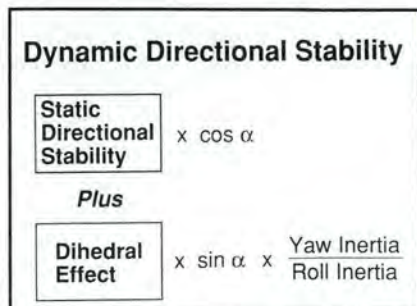 Dynamic Directional Stability
Static
Directional
Stability
x cos α
Plus
Dihedral
Effect
x sin α x Yaw Inertia
Roll Inertia